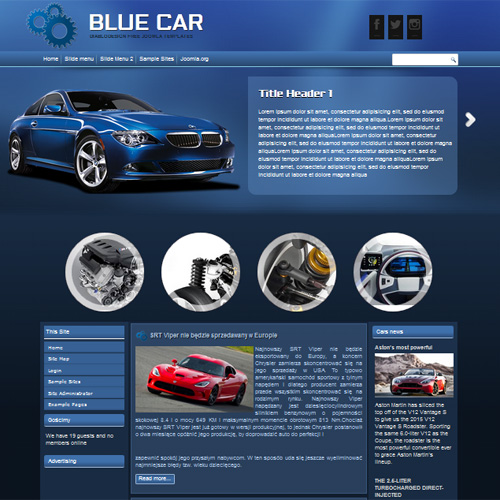 BLUE CAR
Home | Slide menu | Slide Menu 2 | Sample Sites | Joomla.org
Title Header 1
Lorem ipsum dolor sit amet, consectetur adipisicing elit, sed do eiusmod
tempor incididunt ut labore et dolore magna aliqua.Lorem ipsum dolor sit
amet, consectetur adipisicing elit, sed do eiusmod tempor incididunt ut
labore et dolore magna aliquaLorem ipsum dolor sit amet, consectetur
adipisicing elit, sed do eiusmod tempor incididunt ut labore et dolore
magna aliqua.Lorem ipsum dolor sit amet, consectetur adipisicing elit, sed
do eiusmod tempor incididunt ut labore et dolore magna aliquaLorem
ipsum dolor sit amet, consectetur adipisicing elit, sed do eiusmod tempor
incididunt ut labore et dolore magna aliqua
This Site
Home
Site Map
Login
Sample Sites
Site Administrator
Example Pages
Gościmy
We have 19 guests and no
members online
Advertising
SRT Viper nie będzie sprzedawany w Europie
Najnowszy SRT Viper nie będzie
eksportowany do Europy, a koncern
Chrysler zamierza skoncentrować się na
jego sprzedaży w USA. To typowo
amerykański samochód sportowy z tylnym
napędem i dlatego producent zamierza
przede wszystkim skoncentrować się na
rodzimym rynku. Najnowszy Viper
napędzany jest dziesięciocylindrowym
silnikiem benzynowym o pojemności
skokowej 8.4 l o mocy 649 KM i maksymalnym momencie obrotowym 813 Nm.Chociaż
najnowszy SRT Viper jest już gotowy w wersji produkcyjnej, to jednak Chrysler postanowił
o dwa miesiące opóźnić jego produkcję, by doprowadzić auto do perfekcji i
zapewnić spokój jego przyszłym nabywcom. W ten sposób uda się jeszcze wyeliminować
najmniejsze błędy tzw. wieku dziecięcego.
Read more...
Cars news
Aston's most powerful
Aston Martin has sliced the
top off of the V12 Vantage S
to give us the 2015 V12
Vantage S Roadster. Sporting
the same 6.0-liter V12 as the
Coupe, the roadster is the
most powerful convertible ever
to grace Aston Martin's
lineup.
THE 2.5-LITER
TURBOCHARGED DIRECT-
INJECTED